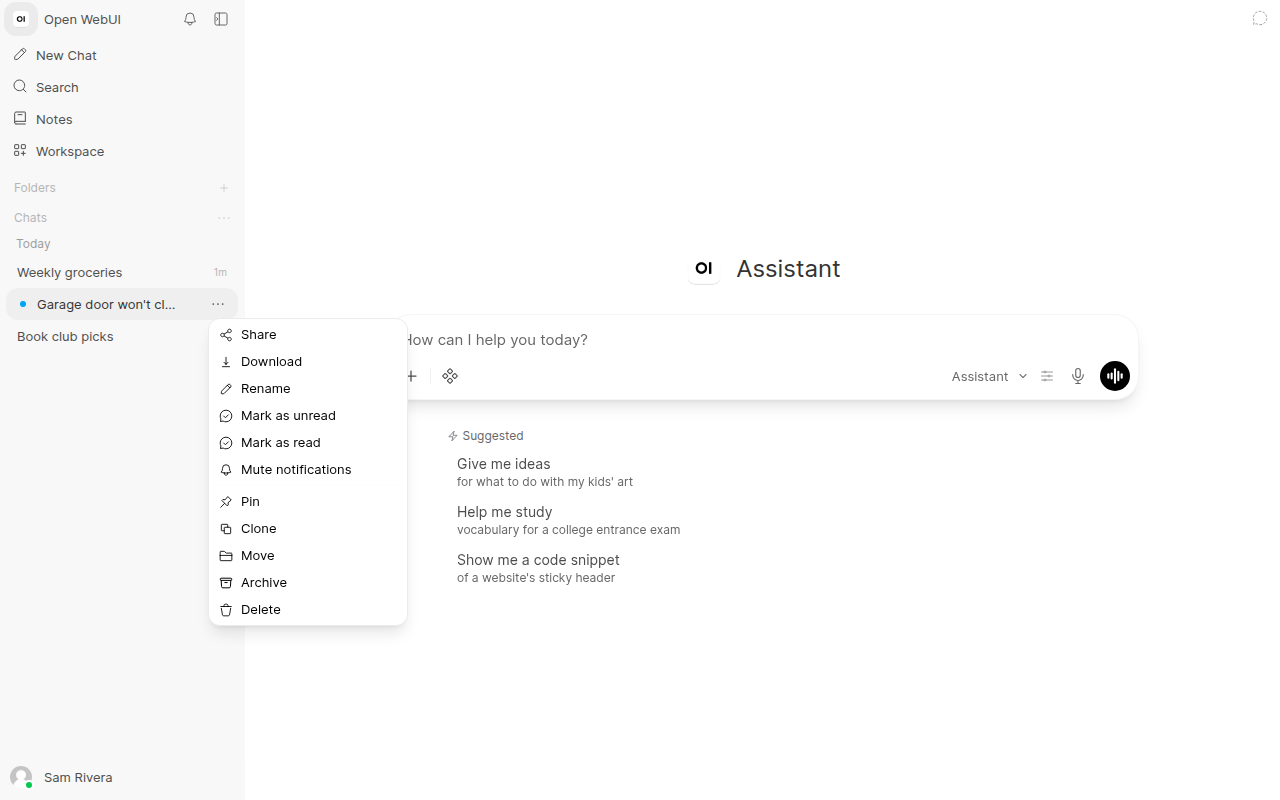 OI Open WebUI
New Chat
Search
Notes
Workspace
Folders
Chats
Today
Weekly groceries 1m
Garage door won't cl...
Book club picks
Share
Download
Rename
Mark as unread
Mark as read
Mute notifications
Pin
Clone
Move
Archive
Delete
OI Assistant
How can I help you today?
Assistant
Suggested
Give me ideas
for what to do with my kids' art
Help me study
vocabulary for a college entrance exam
Show me a code snippet
of a website's sticky header
Sam Rivera